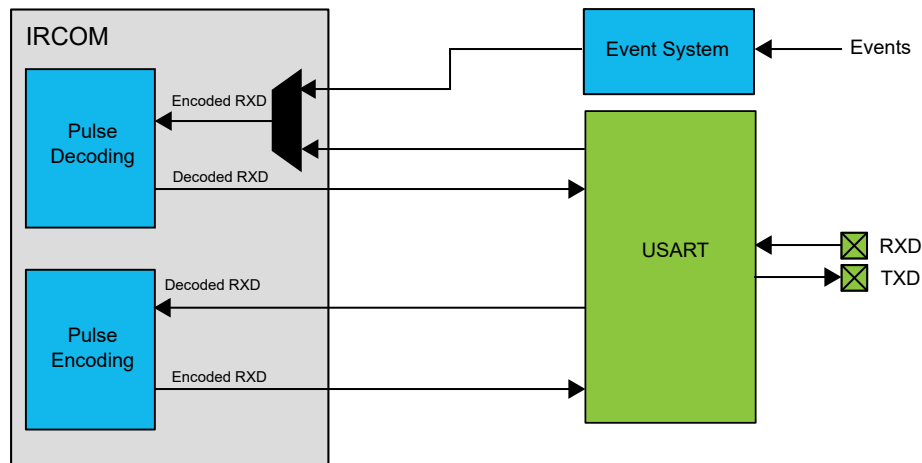 IRCOM
Event System
Events
Encoded RXD
Pulse
Decoding
Decoded RXD
USART
RXD
TXD
Decoded RXD
Pulse
Encoding
Encoded RXD